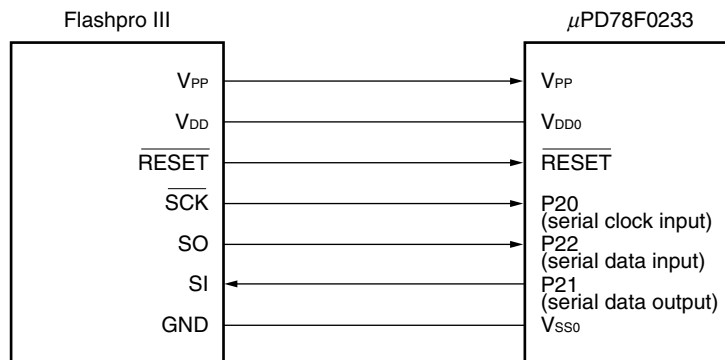 Flashpro III
μPD78F0233
VPP
VPP
VDD
VDD0
RESET
RESET
SCK
P20
(serial clock input)
SO
P22
(serial data input)
SI
P21
(serial data output)
GND
VSS0